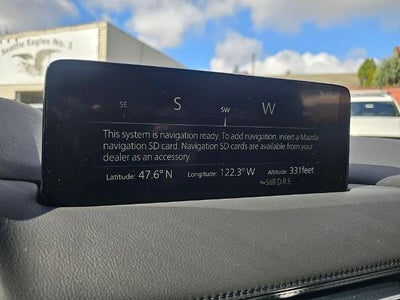 Seattle Eagles No. 1
SE S SW W
This system is navigation ready. To add navigation, insert a Mazda
navigation SD card. Navigation SD cards are available from your
dealer as an accessory.
Latitude: 47.6° N Longitude: 122.3° W Altitude: 331feet
Still D.R.E.